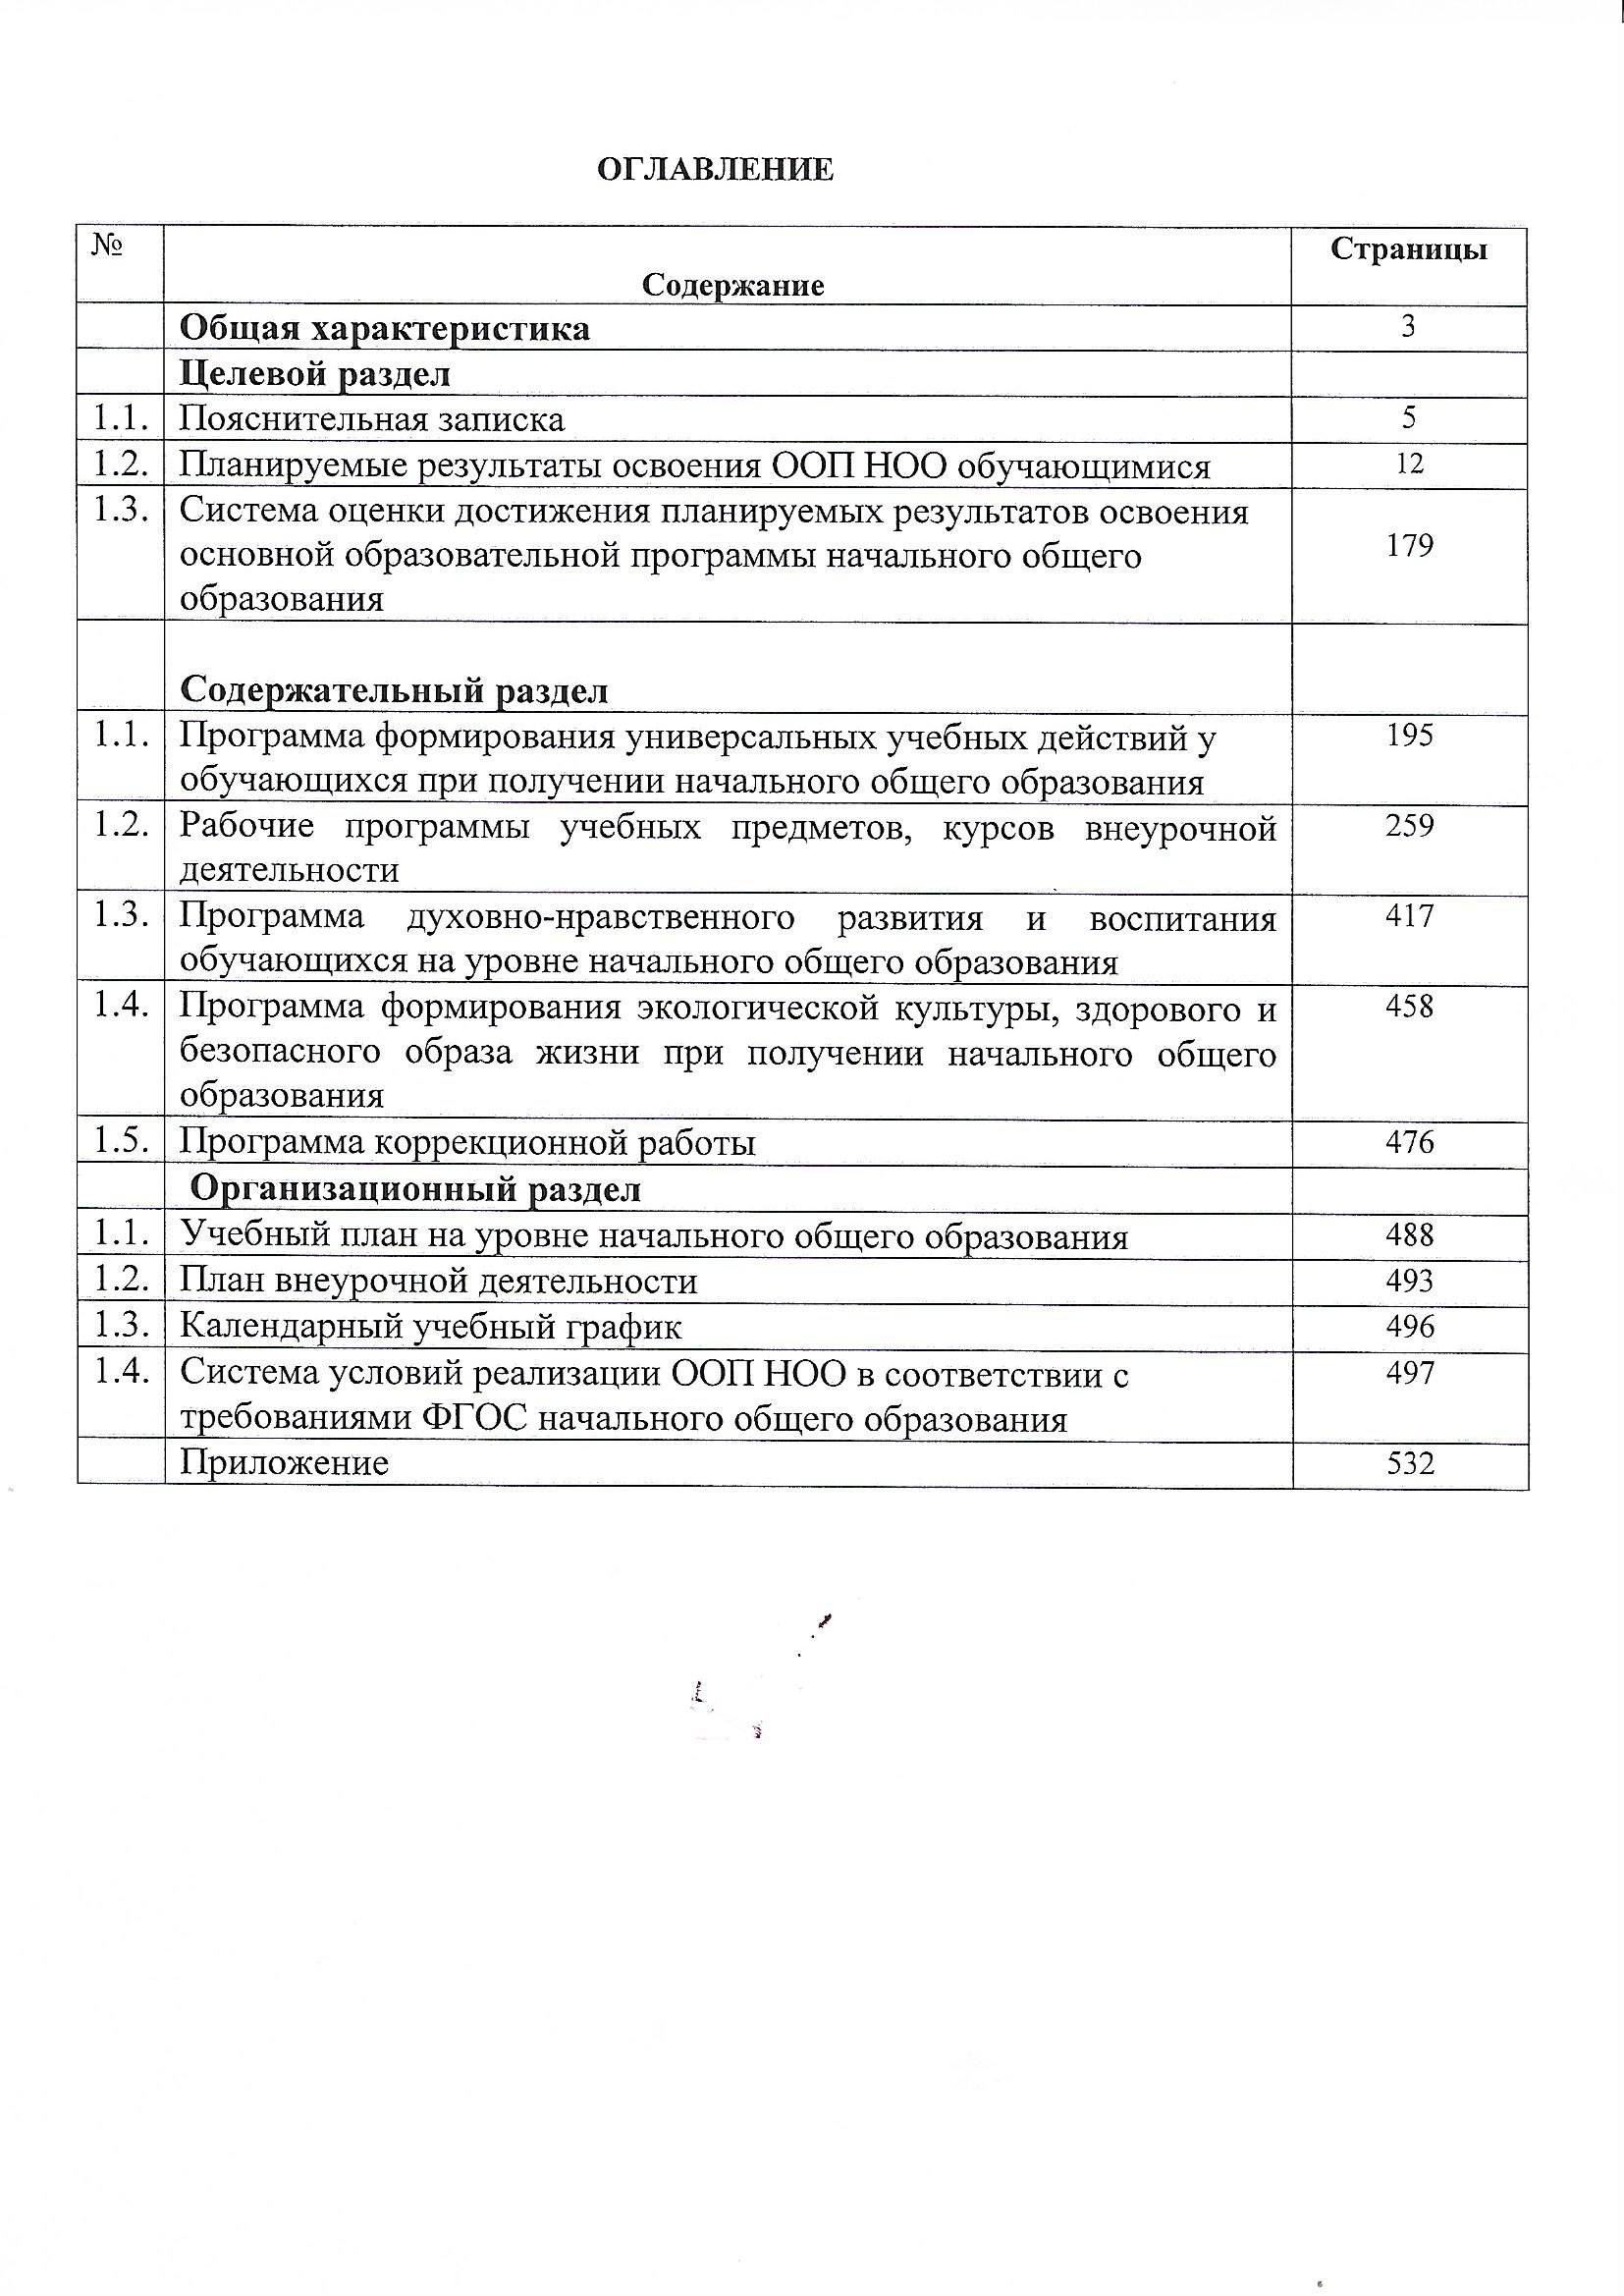 ОГЛАВЛЕНИЕ
№
Содержание
Страницы
Общая характеристика 3
Целевой раздел
1.1. Пояснительная записка 5
1.2. Планируемые результаты освоения ООП НОО обучающимися 12
1.3. Система оценки достижения планируемых результатов освоения
основной образовательной программы начального общего
образования
179
Содержательный раздел
1.1. Программа формирования универсальных учебных действий у 195
обучающихся при получении начального общего образования
1.2. Рабочие программы учебных предметов, курсов внеурочной 259
деятельности
1.3. Программа духовно-нравственного развития и воспитания 417
обучающихся на уровне начального общего образования
1.4. Программа формирования экологической культуры, здорового и 458
безопасного образа жизни при получении начального общего
образования
1.5. Программа коррекционной работы 476
Организационный раздел
1.1. Учебный план на уровне начального общего образования 488
1.2. План внеурочной деятельности 493
1.3. Календарный учебный график 496
1.4. Система условий реализации ООП НОО в соответствии с 497
требованиями ФГОС начального общего образования
Приложение 532